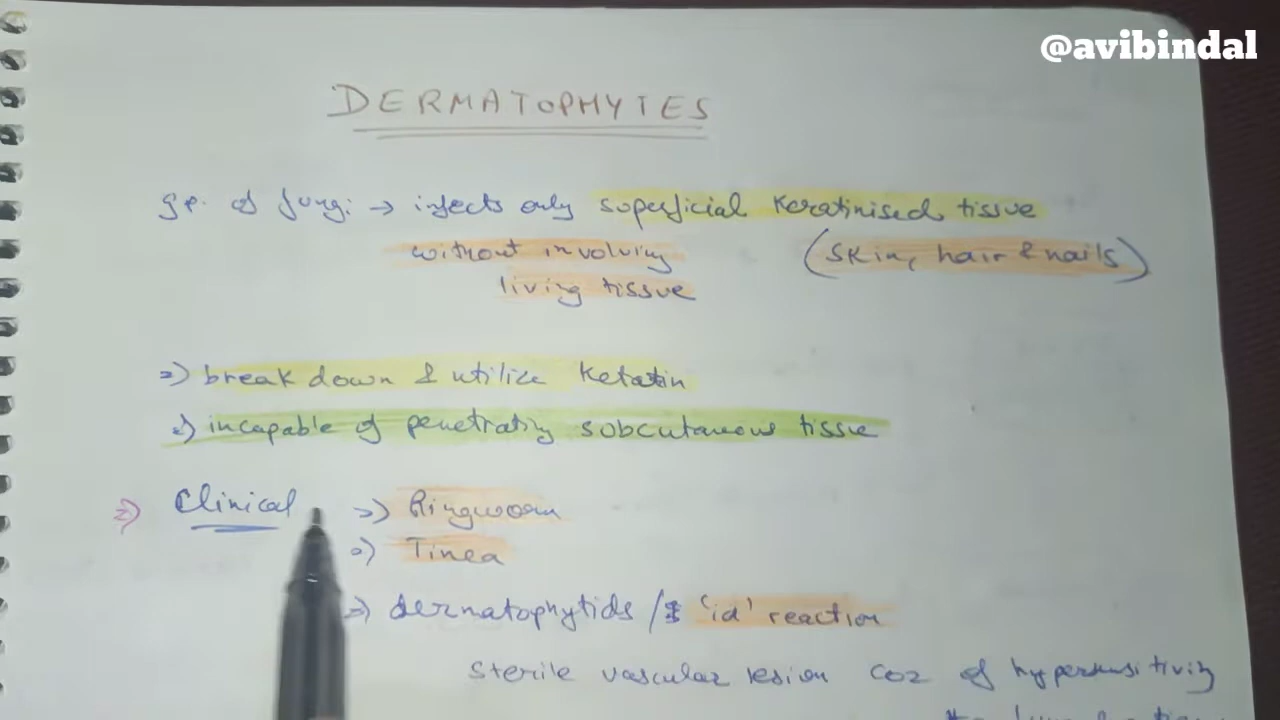 @avibindal
DERMATOPHYTES
gp. of fungi → infects only superficial keratinised tissue
without involving (skin, hair & nails)
living tissue
⇒ break down & utilize keratin
⇒ incapable of penetrating subcutaneous tissue
⇒ Clinical ⇒ Ringworm
⇒ Tinea
⇒ dermatophytids / 'id' reaction
sterile vascular lesion coz of hypersensitivity